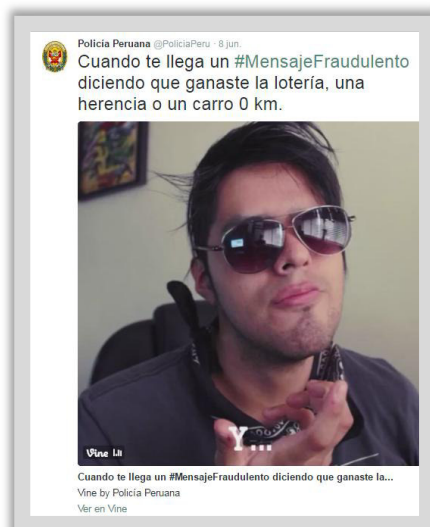 Policía Peruana @PoliciaPeru · 8 jun.
Cuando te llega un #MensajeFraudulento
diciendo que ganaste la lotería, una
herencia o un carro 0 km.
Y...
Vine
Cuando te llega un #MensajeFraudulento diciendo que ganaste la...
Vine by Policía Peruana
Ver en Vine